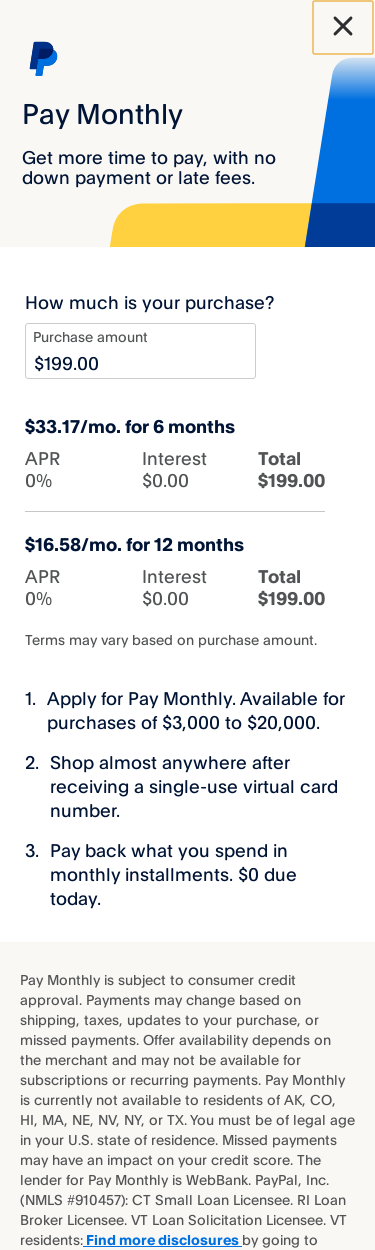 Pay Monthly
Get more time to pay, with no
down payment or late fees.
How much is your purchase?
Purchase amount
$199.00
$33.17/mo. for 6 months
APR Interest Total
0% $0.00 $199.00
$16.58/mo. for 12 months
APR Interest Total
0% $0.00 $199.00
Terms may vary based on purchase amount.
1. Apply for Pay Monthly. Available for
purchases of $3,000 to $20,000.
2. Shop almost anywhere after
receiving a single-use virtual card
number.
3. Pay back what you spend in
monthly installments. $0 due
today.
Pay Monthly is subject to consumer credit
approval. Payments may change based on
shipping, taxes, updates to your purchase, or
missed payments. Offer availability depends on
the merchant and may not be available for
subscriptions or recurring payments. Pay Monthly
is currently not available to residents of AK, CO,
HI, MA, NE, NV, NY, or TX. You must be of legal age
in your U.S. state of residence. Missed payments
may have an impact on your credit score. The
lender for Pay Monthly is WebBank. PayPal, Inc.
(NMLS #910457): CT Small Loan Licensee. RI Loan
Broker Licensee. VT Loan Solicitation Licensee. VT
residents: Find more disclosures by going to